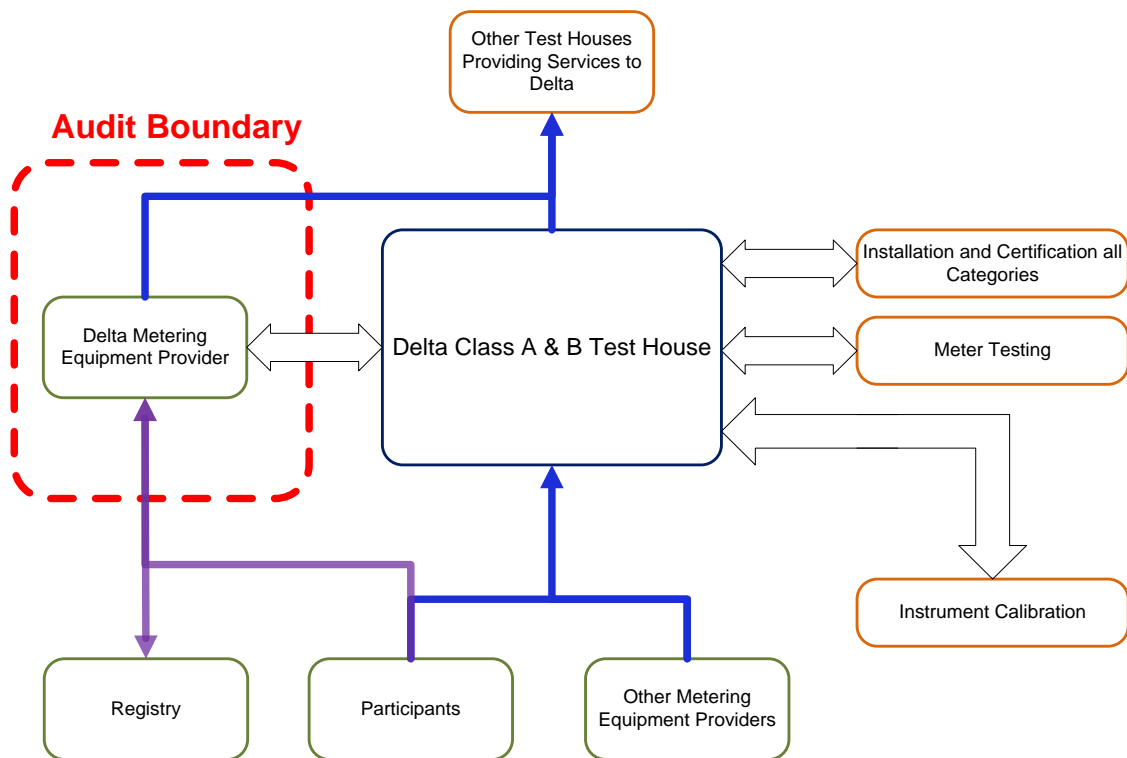 Other Test Houses
Providing Services to
Delta
Audit Boundary
Installation and Certification all
Categories
Delta Metering
Equipment Provider
Delta Class A & B Test House
Meter Testing
Instrument Calibration
Registry
Participants
Other Metering
Equipment Providers